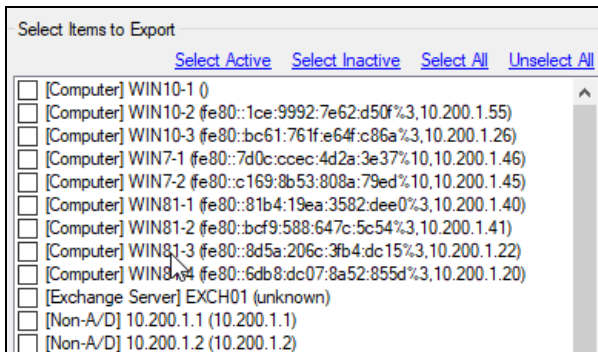 Select Items to Export
Select Active Select Inactive Select All Unselect All
[Computer] WIN10-1 ()
[Computer] WIN10-2 (fe80::1ce:9992:7e62:d50f%3,10.200.1.55)
[Computer] WIN10-3 (fe80::bc61:761f:e64f:c86a%3,10.200.1.26)
[Computer] WIN7-1 (fe80::7d0c:ccec:4d2a:3e37%10,10.200.1.46)
[Computer] WIN7-2 (fe80::c169:8b53:808a:79ed%10,10.200.1.45)
[Computer] WIN81-1 (fe80::81b4:19ea:3582:dee0%3,10.200.1.40)
[Computer] WIN81-2 (fe80::bcf9:588:647c:5c54%3,10.200.1.41)
[Computer] WIN81-3 (fe80::8d5a:206c:3fb4:dc15%3,10.200.1.22)
[Computer] WIN81-4 (fe80::6db8:dc07:8a52:855d%3,10.200.1.20)
[Exchange Server] EXCH01 (unknown)
[Non-A/D] 10.200.1.1 (10.200.1.1)
[Non-A/D] 10.200.1.2 (10.200.1.2)